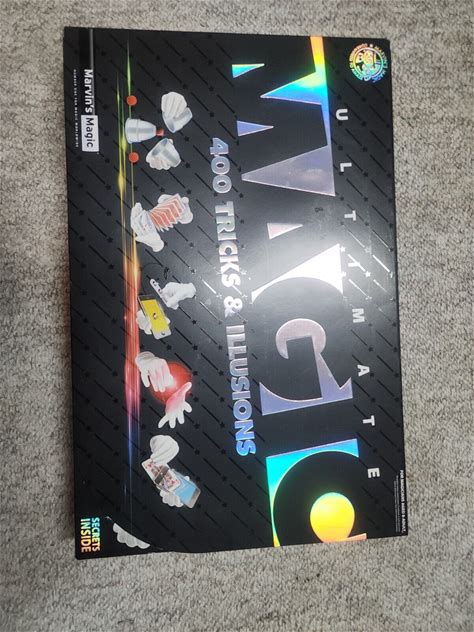 ULTIMATE
MAGIC
400 TRICKS & ILLUSIONS
Marvin's Magic
SECRETS
INSIDE